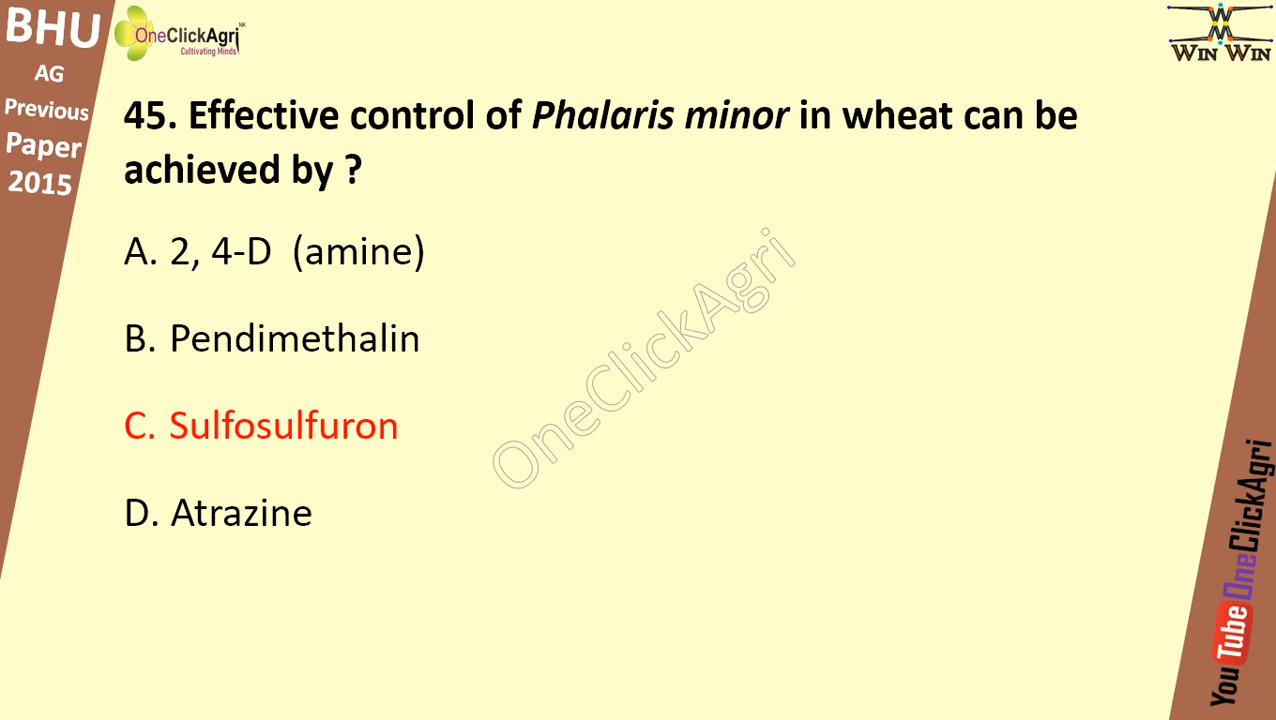 BHU
AG
Previous
Paper
2015
OneClickAgri NK
Cultivating Minds
WIN WIN
45. Effective control of Phalaris minor in wheat can be
achieved by ?
A. 2, 4-D (amine)
B. Pendimethalin
C. Sulfosulfuron
D. Atrazine
OneClickAgri
YouTube OneClickAgri